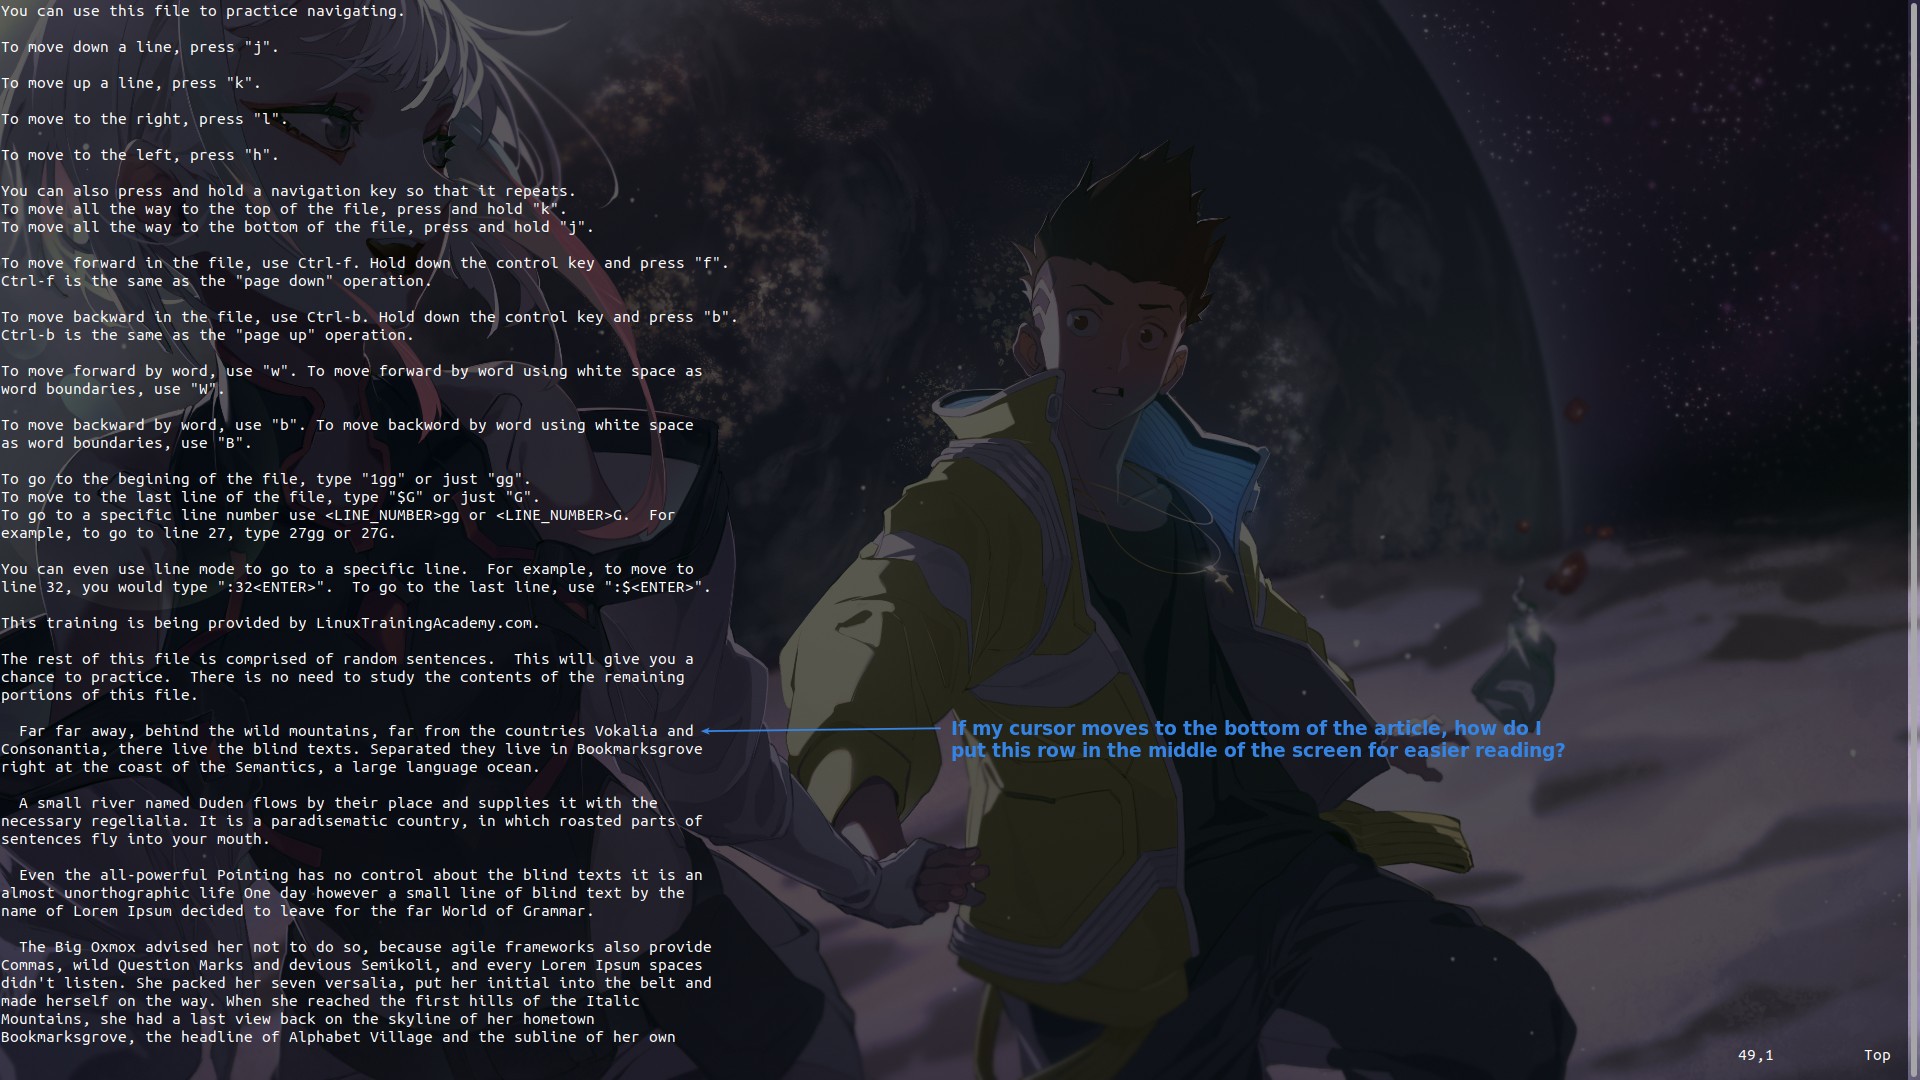 You can use this file to practice navigating.
To move down a line, press "j".
To move up a line, press "k".
To move to the right, press "l".
To move to the left, press "h".
You can also press and hold a navigation key so that it repeats.
To move all the way to the top of the file, press and hold "k".
To move all the way to the bottom of the file, press and hold "j".
To move forward in the file, use Ctrl-f. Hold down the control key and press "f".
Ctrl-f is the same as the "page down" operation.
To move backward in the file, use Ctrl-b. Hold down the control key and press "b".
Ctrl-b is the same as the "page up" operation.
To move forward by word, use "w". To move forward by word using white space as
word boundaries, use "W".
To move backward by word, use "b". To move backword by word using white space
as word boundaries, use "B".
To go to the begining of the file, type "1gg" or just "gg".
To move to the last line of the file, type "$G" or just "G".
To go to a specific line number use <LINE_NUMBER>gg or <LINE_NUMBER>G.  For
example, to go to line 27, type 27gg or 27G.
You can even use line mode to go to a specific line.  For example, to move to
line 32, you would type ":32<ENTER>".  To go to the last line, use ":$<ENTER>".
This training is being provided by LinuxTrainingAcademy.com.
The rest of this file is comprised of random sentences.  This will give you a
chance to practice.  There is no need to study the contents of the remaining
portions of this file.
Far far away, behind the wild mountains, far from the countries Vokalia and
Consonantia, there live the blind texts. Separated they live in Bookmarksgrove
right at the coast of the Semantics, a large language ocean.
If my cursor moves to the bottom of the article, how do I
put this row in the middle of the screen for easier reading?
A small river named Duden flows by their place and supplies it with the
necessary regelialia. It is a paradisematic country, in which roasted parts of
sentences fly into your mouth.
Even the all-powerful Pointing has no control about the blind texts it is an
almost unorthographic life One day however a small line of blind text by the
name of Lorem Ipsum decided to leave for the far World of Grammar.
The Big Oxmox advised her not to do so, because agile frameworks also provide
Commas, wild Question Marks and devious Semikoli, and every Lorem Ipsum spaces
didn't listen. She packed her seven versalia, put her initial into the belt and
made herself on the way. When she reached the first hills of the Italic
Mountains, she had a last view back on the skyline of her hometown
Bookmarksgrove, the headline of Alphabet Village and the subline of her own
49,1 Top